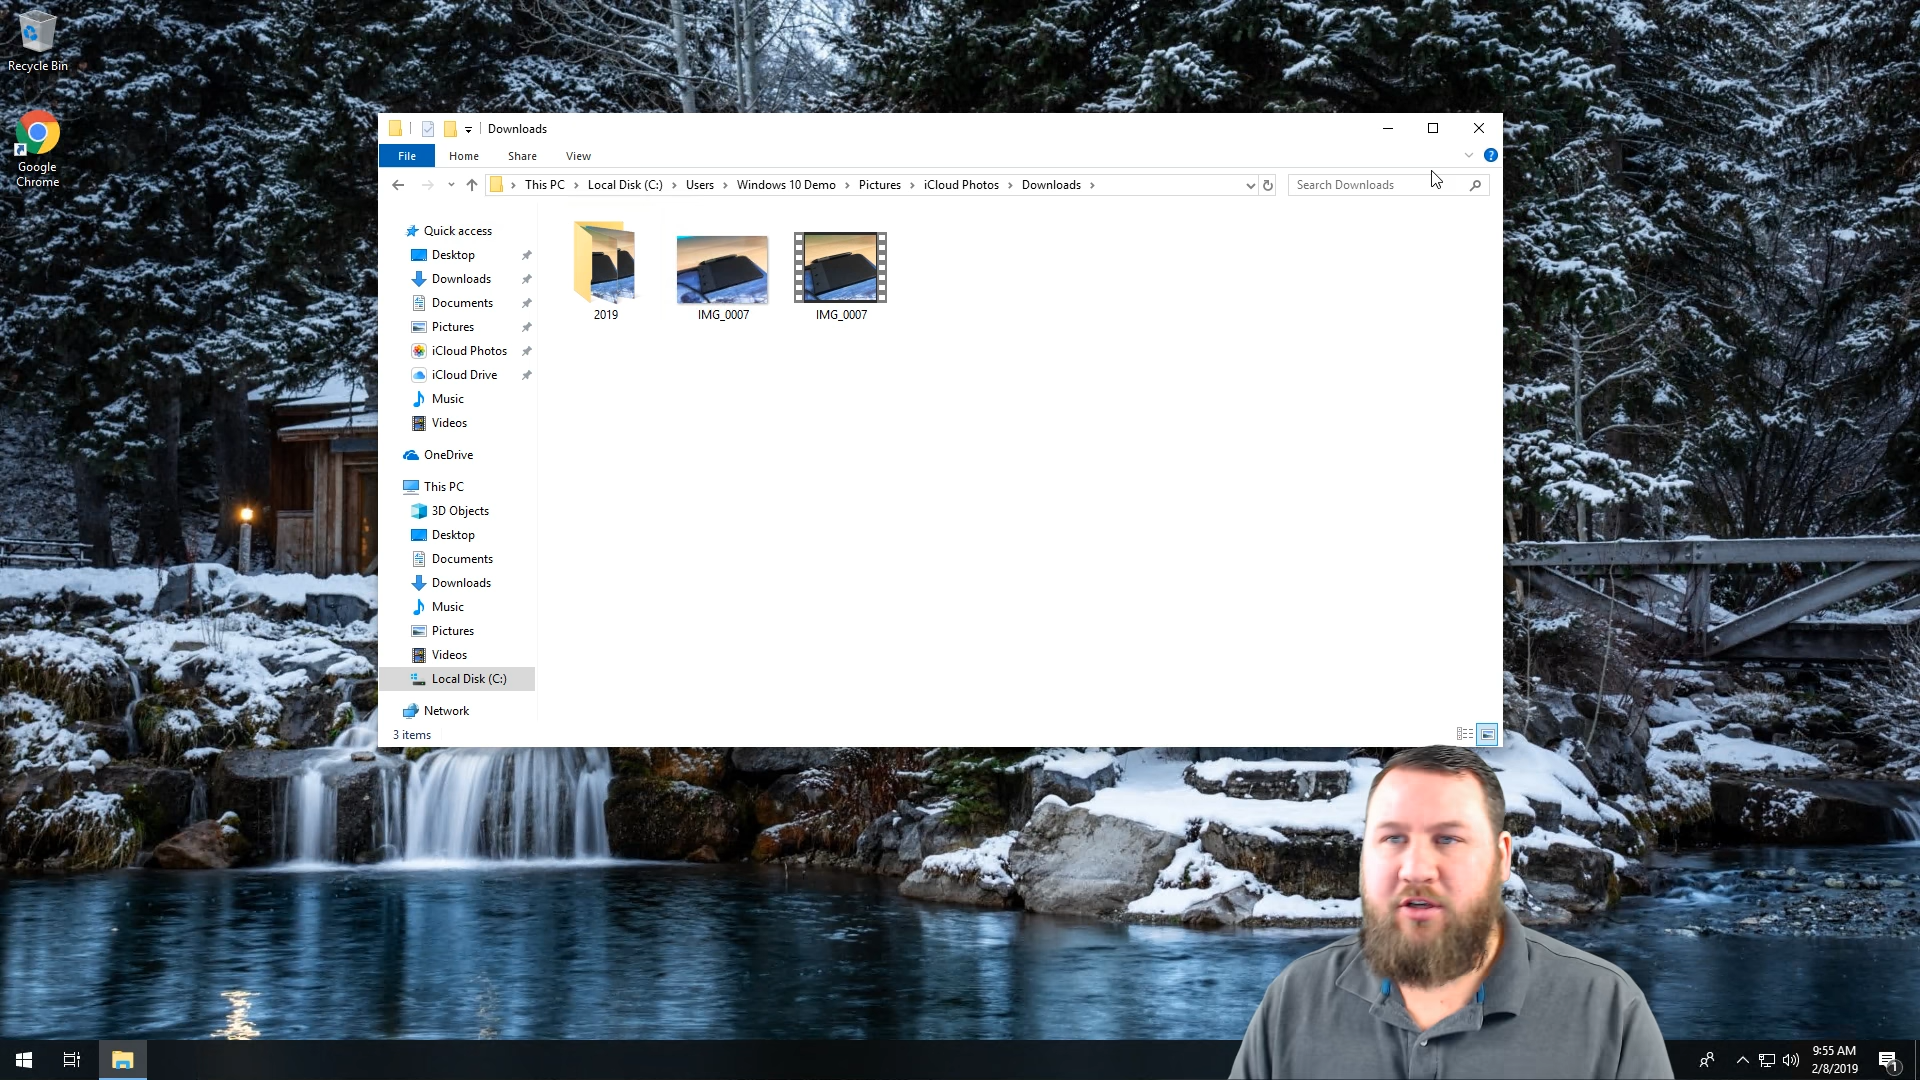 Recycle Bin
Google
Chrome
Downloads
File Home Share View
This PC Local Disk (C:) Users Windows 10 Demo Pictures iCloud Photos Downloads
Search Downloads
Quick access
Desktop
Downloads
Documents
Pictures
iCloud Photos
iCloud Drive
Music
Videos
OneDrive
This PC
3D Objects
Desktop
Documents
Downloads
Music
Pictures
Videos
Local Disk (C:)
Network
2019
IMG_0007
IMG_0007
3 items
9:55 AM
2/8/2019
1